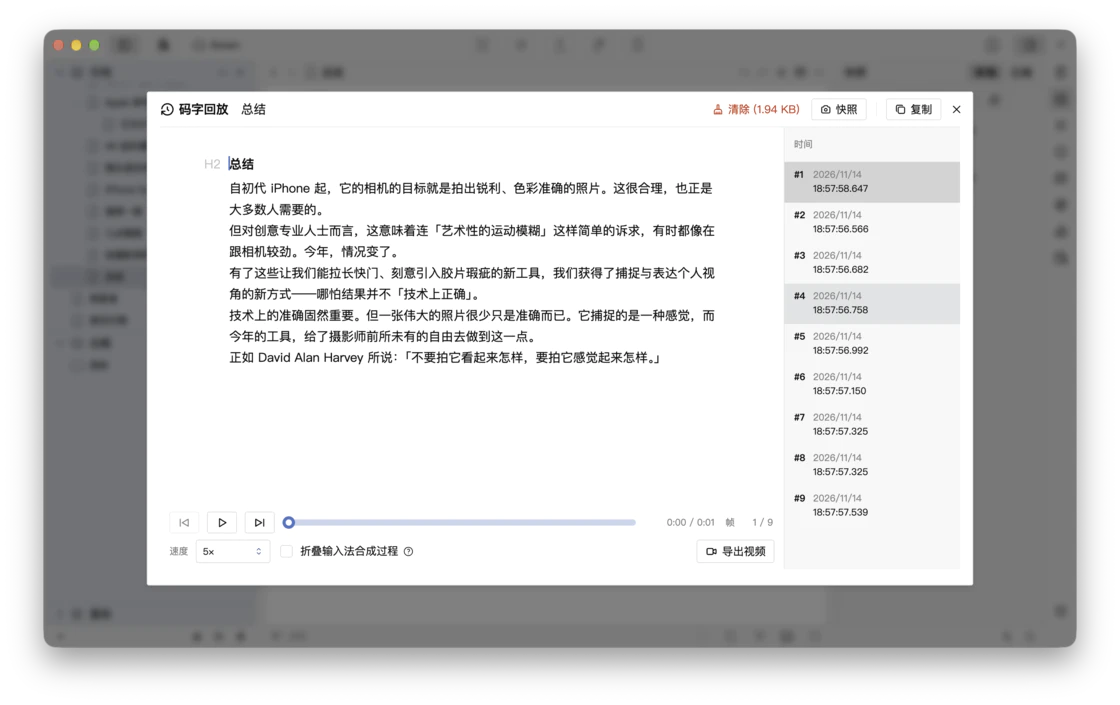 码字回放 总结
清除 (1.94 KB) 快照 复制
H2 总结
自初代 iPhone 起，它的相机的目标就是拍出锐利、色彩准确的照片。这很合理，也正是
大多数人需要的。
但对创意专业人士而言，这意味着连「艺术性的运动模糊」这样简单的诉求，有时都像在
跟相机较劲。今年，情况变了。
有了这些让我们能拉长快门、刻意引入胶片瑕疵的新工具，我们获得了捕捉与表达个人视
角的新方式——哪怕结果并不「技术上正确」。
技术上的准确固然重要。但一张伟大的照片很少只是准确而已。它捕捉的是一种感觉，而
今年的工具，给了摄影师前所未有的自由去做到这一点。
正如 David Alan Harvey 所说：「不要拍它看起来怎样，要拍它感觉起来怎样。」
0:00 / 0:01 帧 1 / 9
速度 5x 折叠输入法合成过程 导出视频
时间
#1 2026/11/14
18:57:58.647
#2 2026/11/14
18:57:56.566
#3 2026/11/14
18:57:56.682
#4 2026/11/14
18:57:56.758
#5 2026/11/14
18:57:56.992
#6 2026/11/14
18:57:57.150
#7 2026/11/14
18:57:57.325
#8 2026/11/14
18:57:57.325
#9 2026/11/14
18:57:57.539